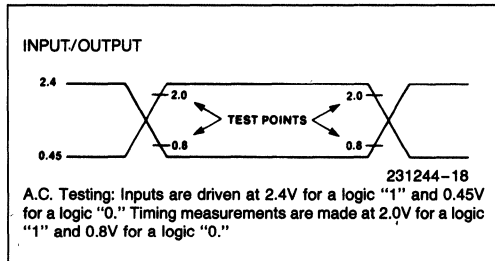 INPUT/OUTPUT
2.4
2.0
2.0
TEST POINTS
0.8
0.8
0.45
231244-18
A.C. Testing: Inputs are driven at 2.4V for a logic "1" and 0.45V
for a logic "0." Timing measurements are made at 2.0V for a logic
"1" and 0.8V for a logic "0."